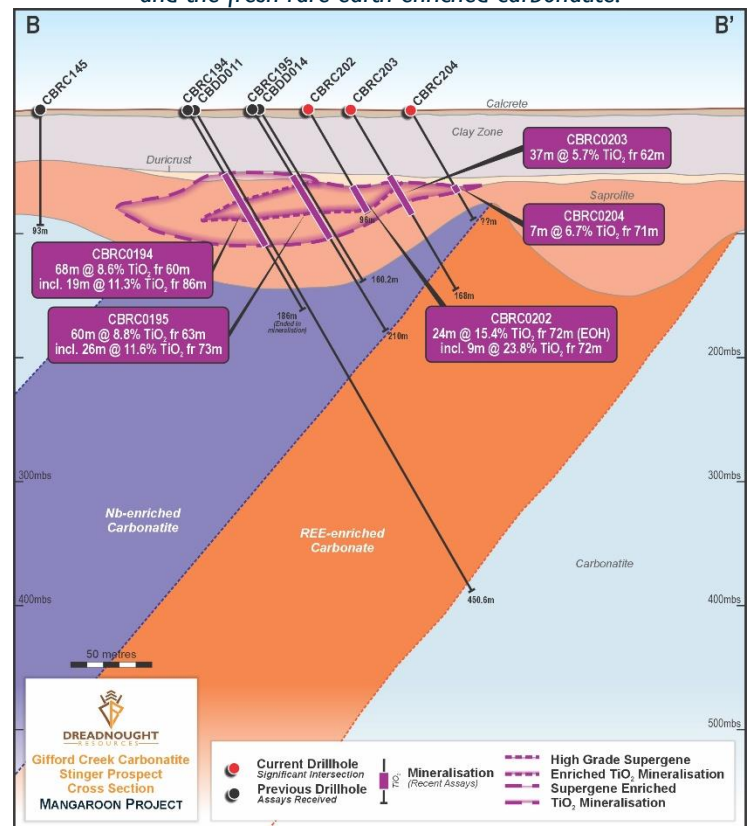 and the fresh rare earth enriched carbonatite.
B
B'
CBRC145
CBRC194
CBDD011
CBRC195
CBDD014
CBRC202
CBRC203
CBRC204
Calcrete
Clay Zone
Duricrust
Saprolite
CBRC0203
37m @ 5.7% TiO₂ fr 62m
CBRC0204
7m @ 6.7% TiO₂ fr 71m
93m
96m
??m
CBRC0194
68m @ 8.6% TiO₂ fr 60m
incl. 19m @ 11.3% TiO₂ fr 86m
160.2m
168m
186m
(Ended in
mineralisation)
CBRC0195
60m @ 8.8% TiO₂ fr 63m
incl. 26m @ 11.6% TiO₂ fr 73m
210m
CBRC0202
24m @ 15.4% TiO₂ fr 72m (EOH)
incl. 9m @ 23.8% TiO₂ fr 72m
200mbs
300mbs
300mbs
Nb-enriched
Carbonatite
REE-enriched
Carbonate
Carbonatite
400mbs
450.6m
400mbs
50 metres
500mbs
DREADNOUGHT
RESOURCES
Gifford Creek Carbonatite
Stinger Prospect
Cross Section
MANGAROON PROJECT
Current Drillhole
Significant Intersection
Previous Drillhole
Assays Received
TiO₂
Mineralisation
(Recent Assays)
High Grade Supergene
Enriched TiO₂ Mineralisation
Supergene Enriched
TiO₂ Mineralisation